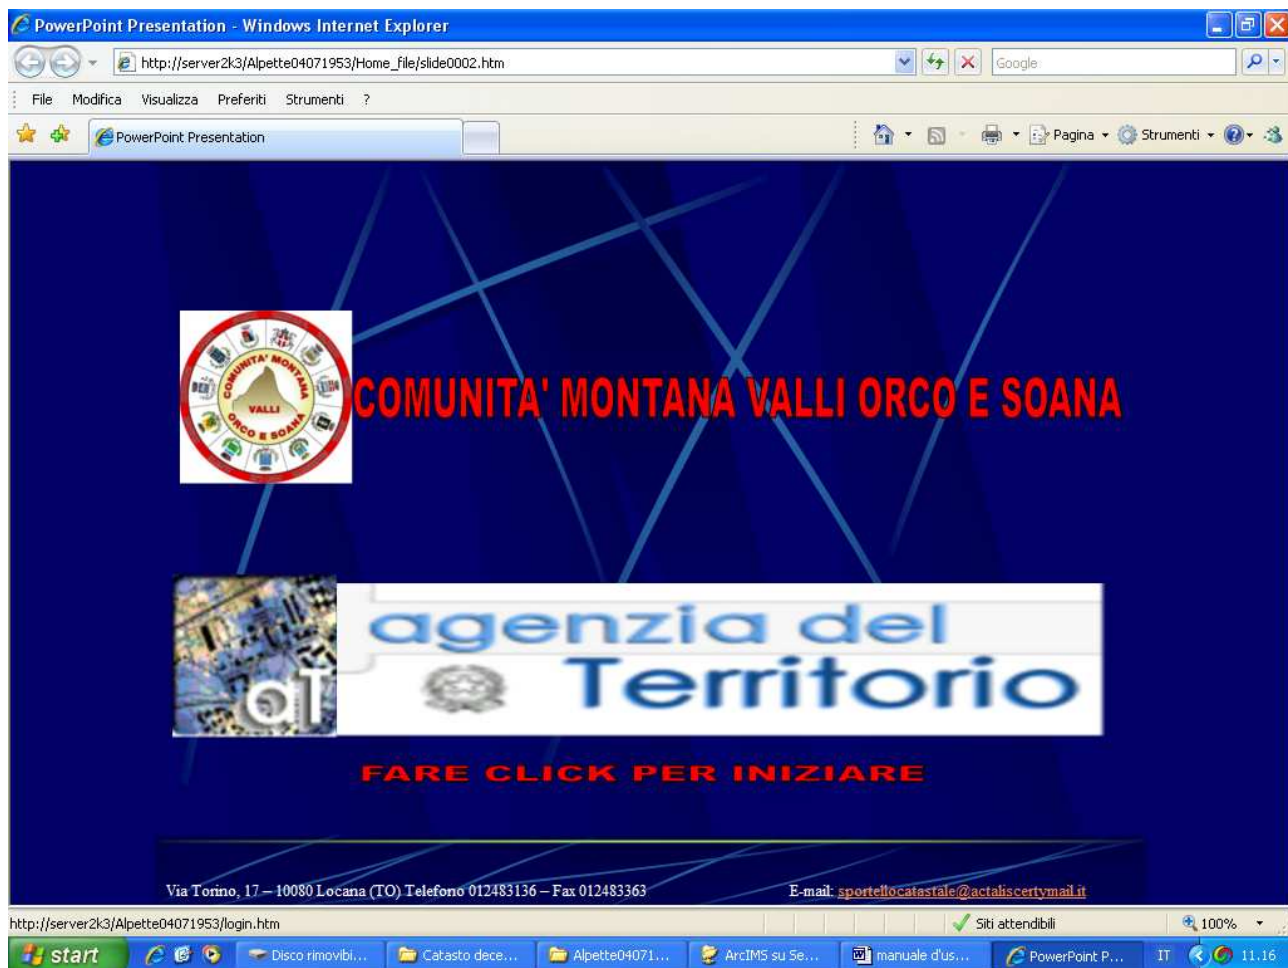 PowerPoint Presentation - Windows Internet Explorer
http://server2k3/Alpette04071953/Home_file/slide0002.htm
Google
File Modifica Visualizza Preferiti Strumenti ?
PowerPoint Presentation
Pagina
Strumenti
COMUNITA' MONTANA
VALLI
ORCO E SOANA
COMUNITA' MONTANA VALLI ORCO E SOANA
aT
agenzia del
Territorio
FARE CLICK PER INIZIARE
Via Torino, 17 – 10080 Locana (TO) Telefono 012483136 – Fax 012483363
E-mail: sportellocatastale@actaliscertymail.it
http://server2k3/Alpette04071953/login.htm
Siti attendibili
100%
start
Disco rimovibi...
Catasto dece...
Alpette04071...
ArcIMS su Se...
manuale d'us...
PowerPoint P...
IT
11.16